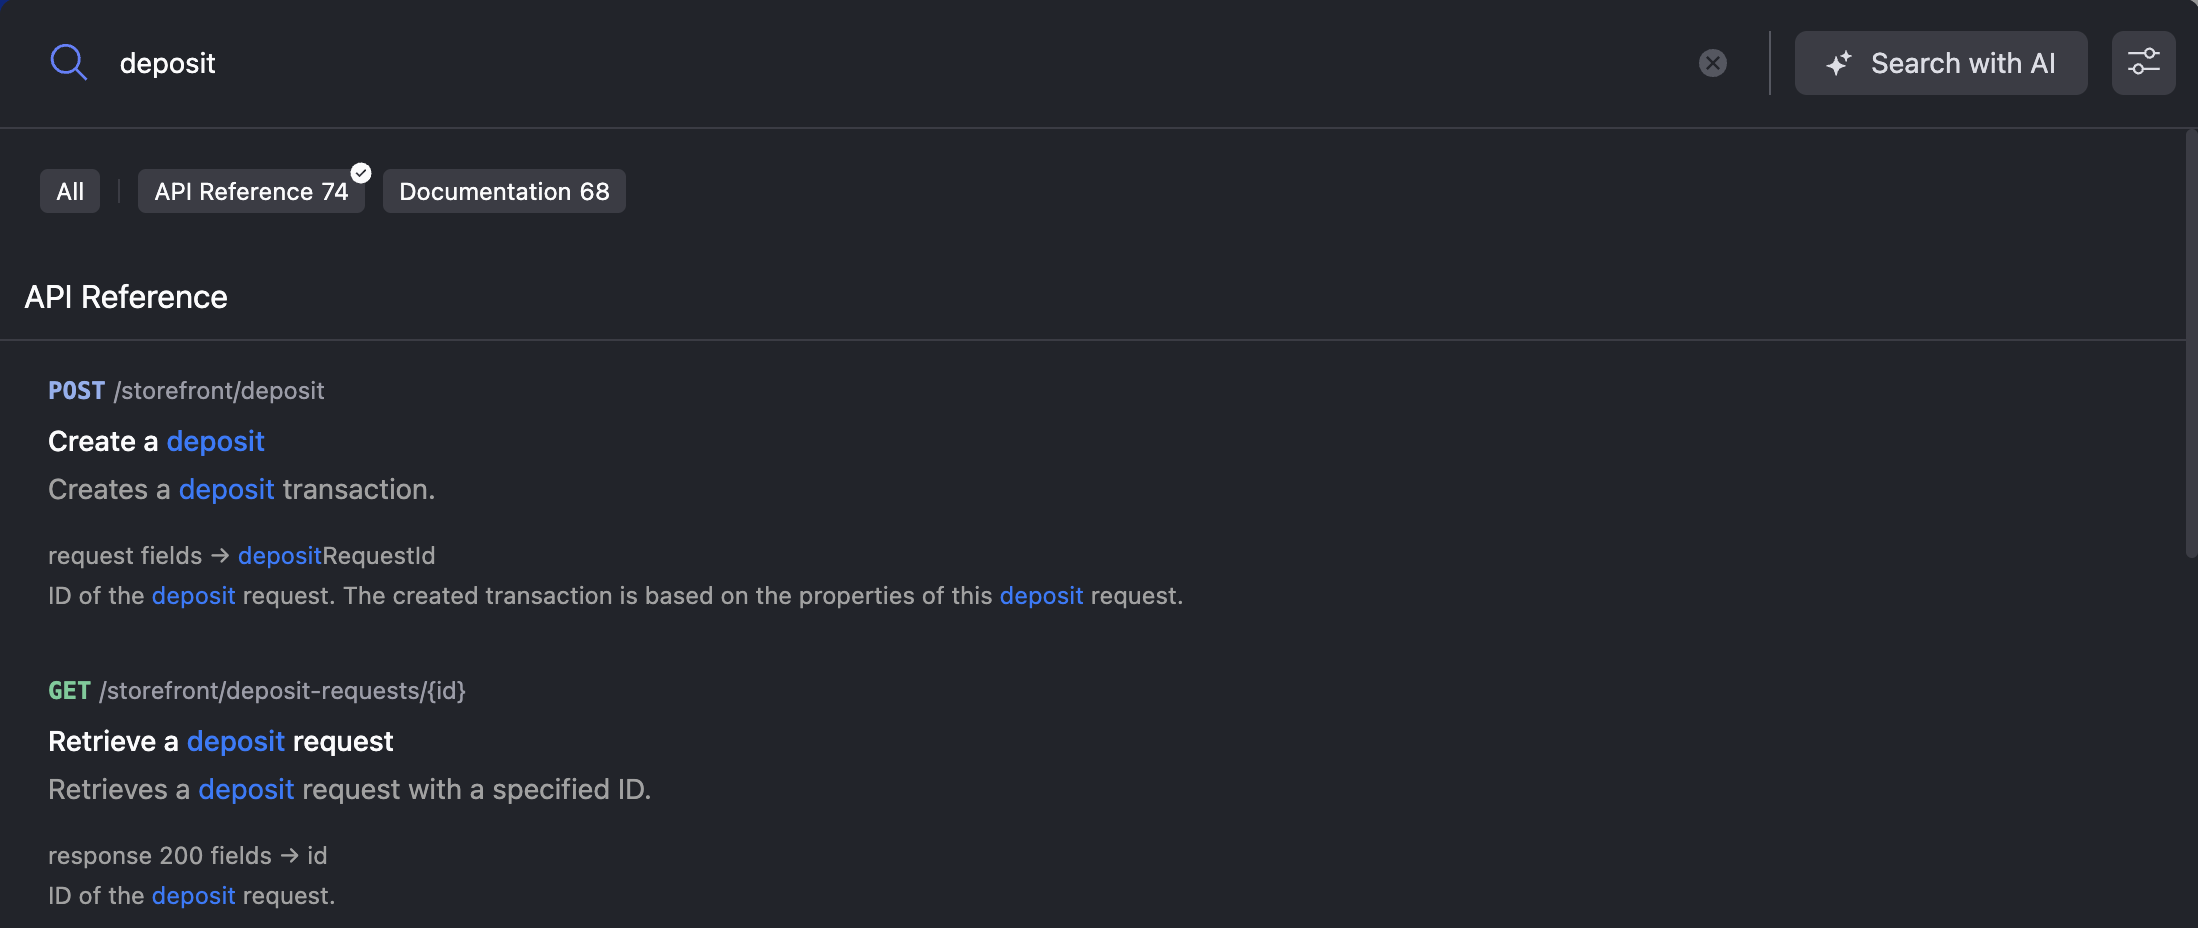 deposit
Search with AI
All
API Reference 74
Documentation 68
API Reference
POST /storefront/deposit
Create a deposit
Creates a deposit transaction.
request fields → depositRequestId
ID of the deposit request. The created transaction is based on the properties of this deposit request.
GET /storefront/deposit-requests/{id}
Retrieve a deposit request
Retrieves a deposit request with a specified ID.
response 200 fields → id
ID of the deposit request.